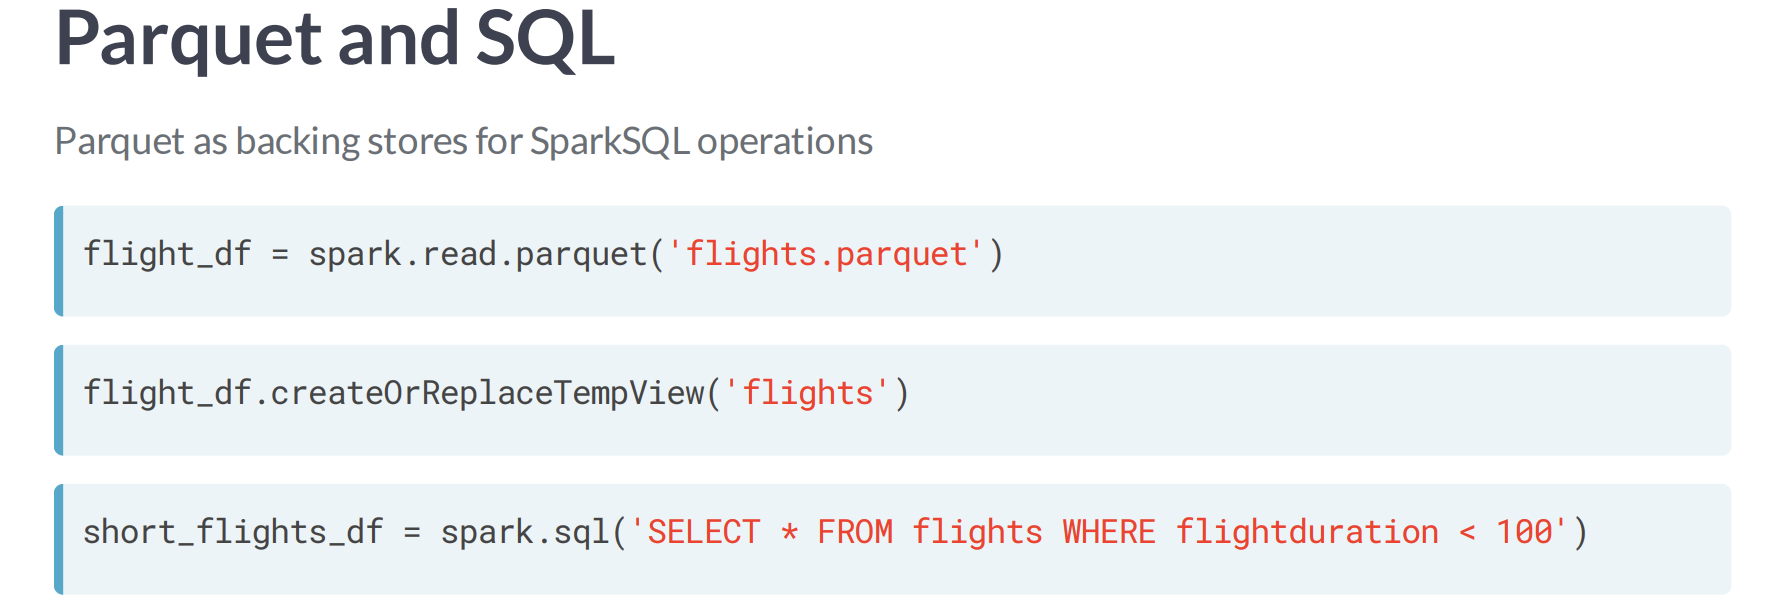 Parquet and SQL
Parquet as backing stores for SparkSQL operations
flight_df = spark.read.parquet('flights.parquet')
flight_df.createOrReplaceTempView('flights')
short_flights_df = spark.sql('SELECT * FROM flights WHERE flightduration < 100')